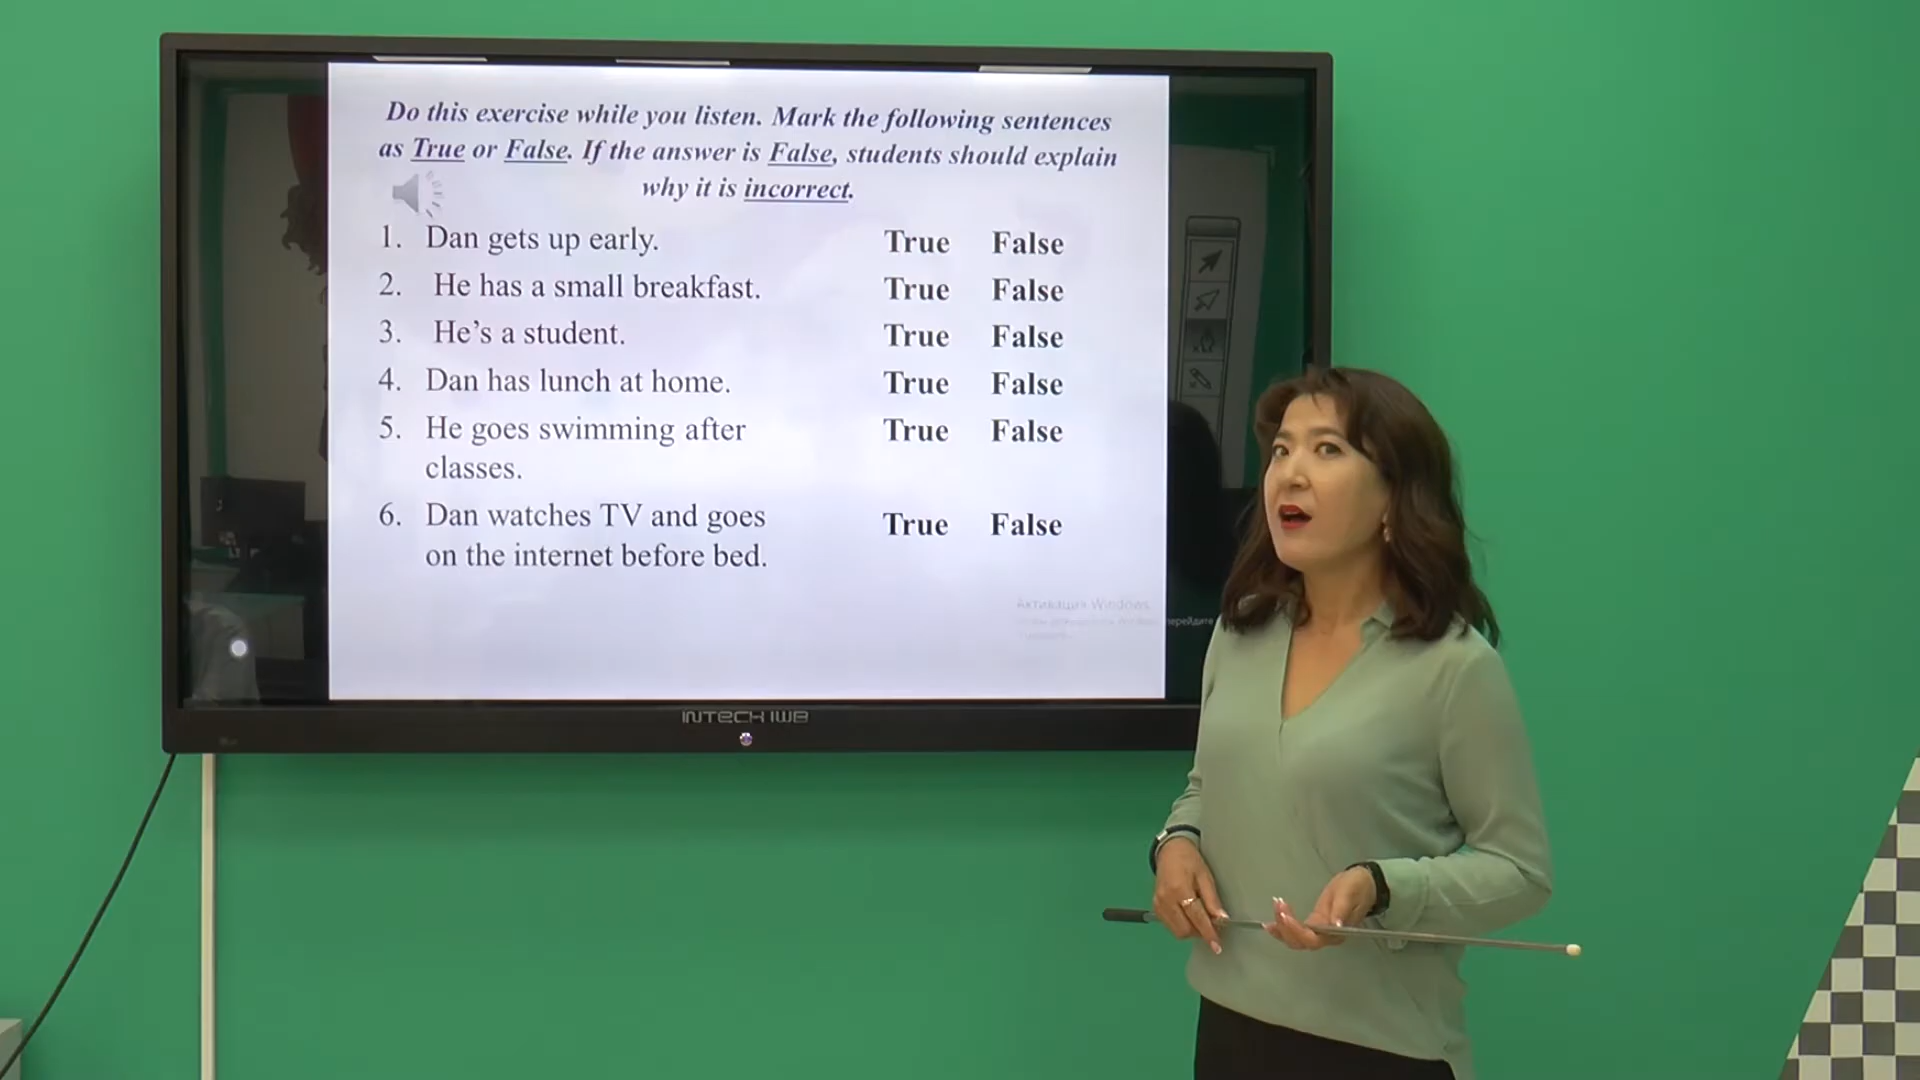 Do this exercise while you listen. Mark the following sentences
as True or False. If the answer is False, students should explain
why it is incorrect.
1. Dan gets up early. True False
2. He has a small breakfast. True False
3. He's a student. True False
4. Dan has lunch at home. True False
5. He goes swimming after True False
classes.
6. Dan watches TV and goes True False
on the internet before bed.
Активация Windows
перейдите
INTECH IWB